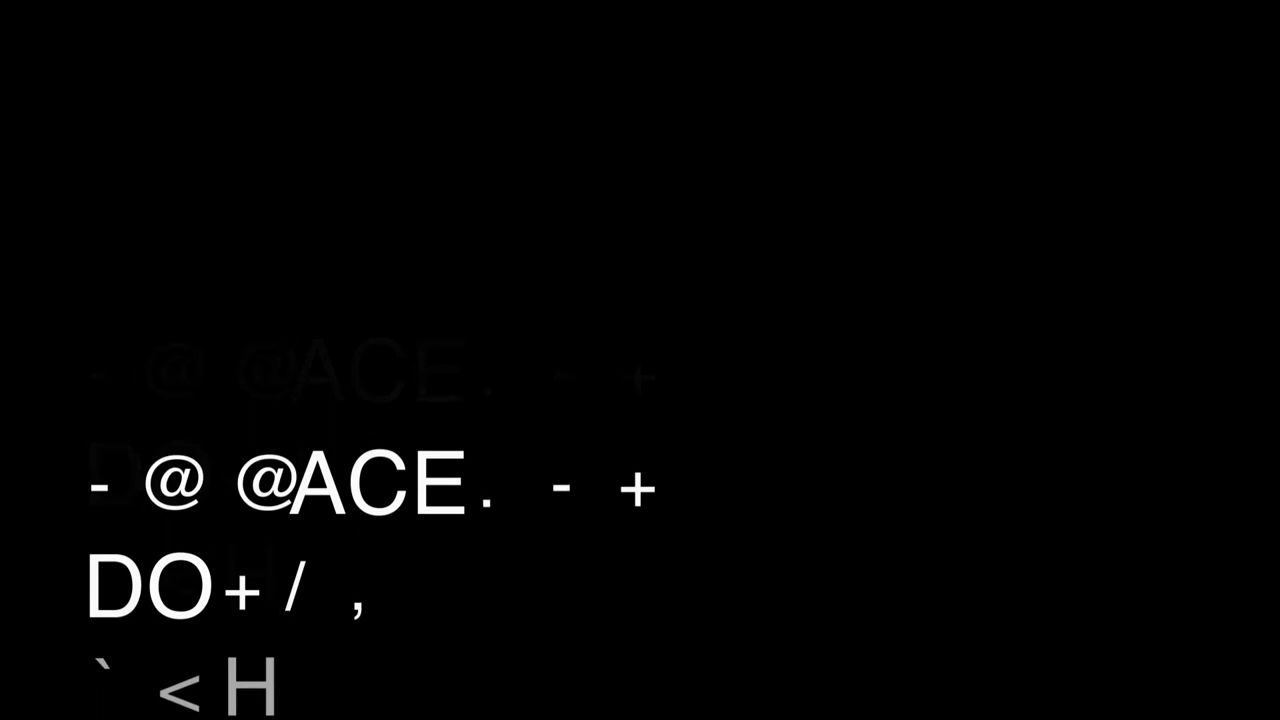 - @ @ACE. - +
DO+ / ,
` < H